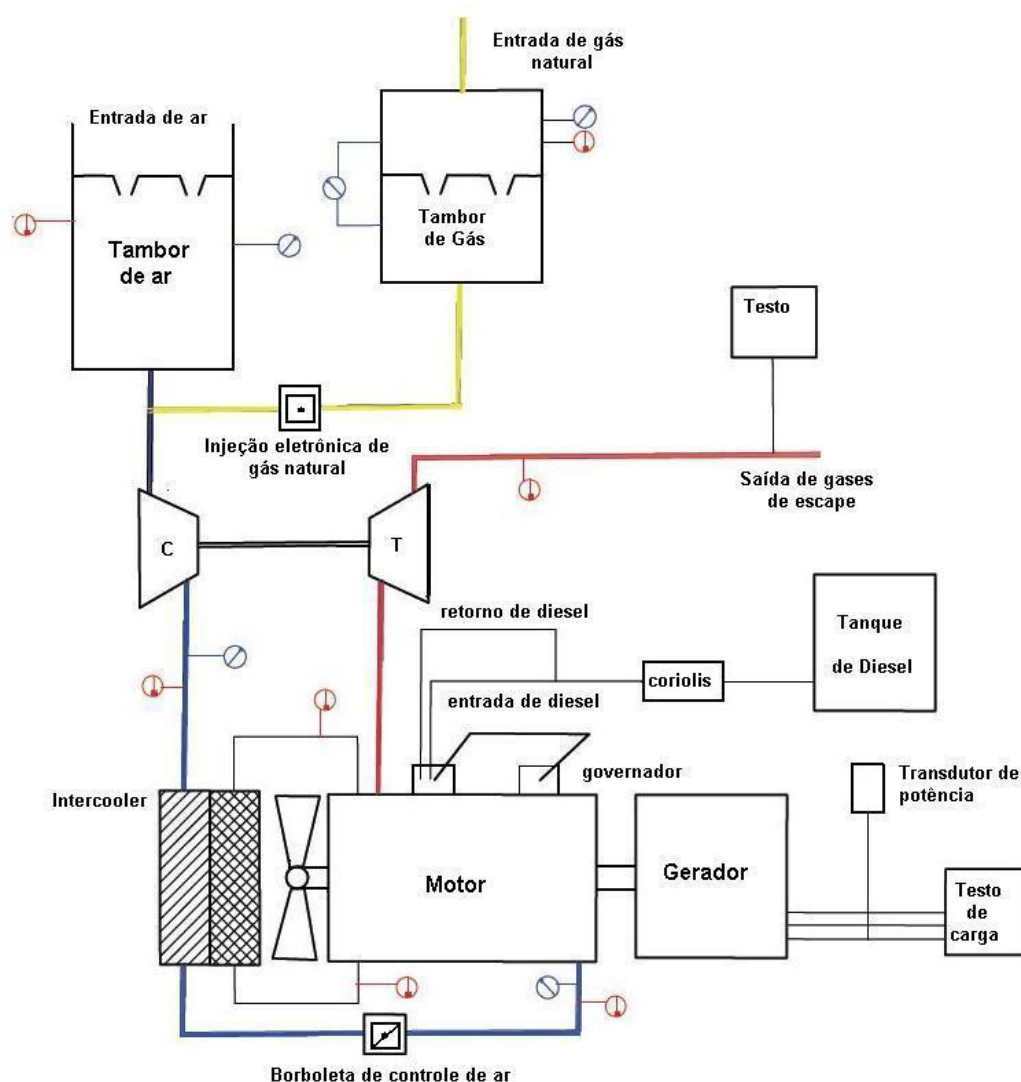 Entrada de gás
natural
Entrada de ar
Tambor
de Gás
Tambor
de ar
Testo
Injeção eletrônica de
gás natural
Saída de gases
de escape
C
T
retorno de diesel
Tanque
de Diesel
coriolis
entrada de diesel
governador
Transdutor de
potência
Intercooler
Motor
Gerador
Testo
de
carga
Borboleta de controle de ar